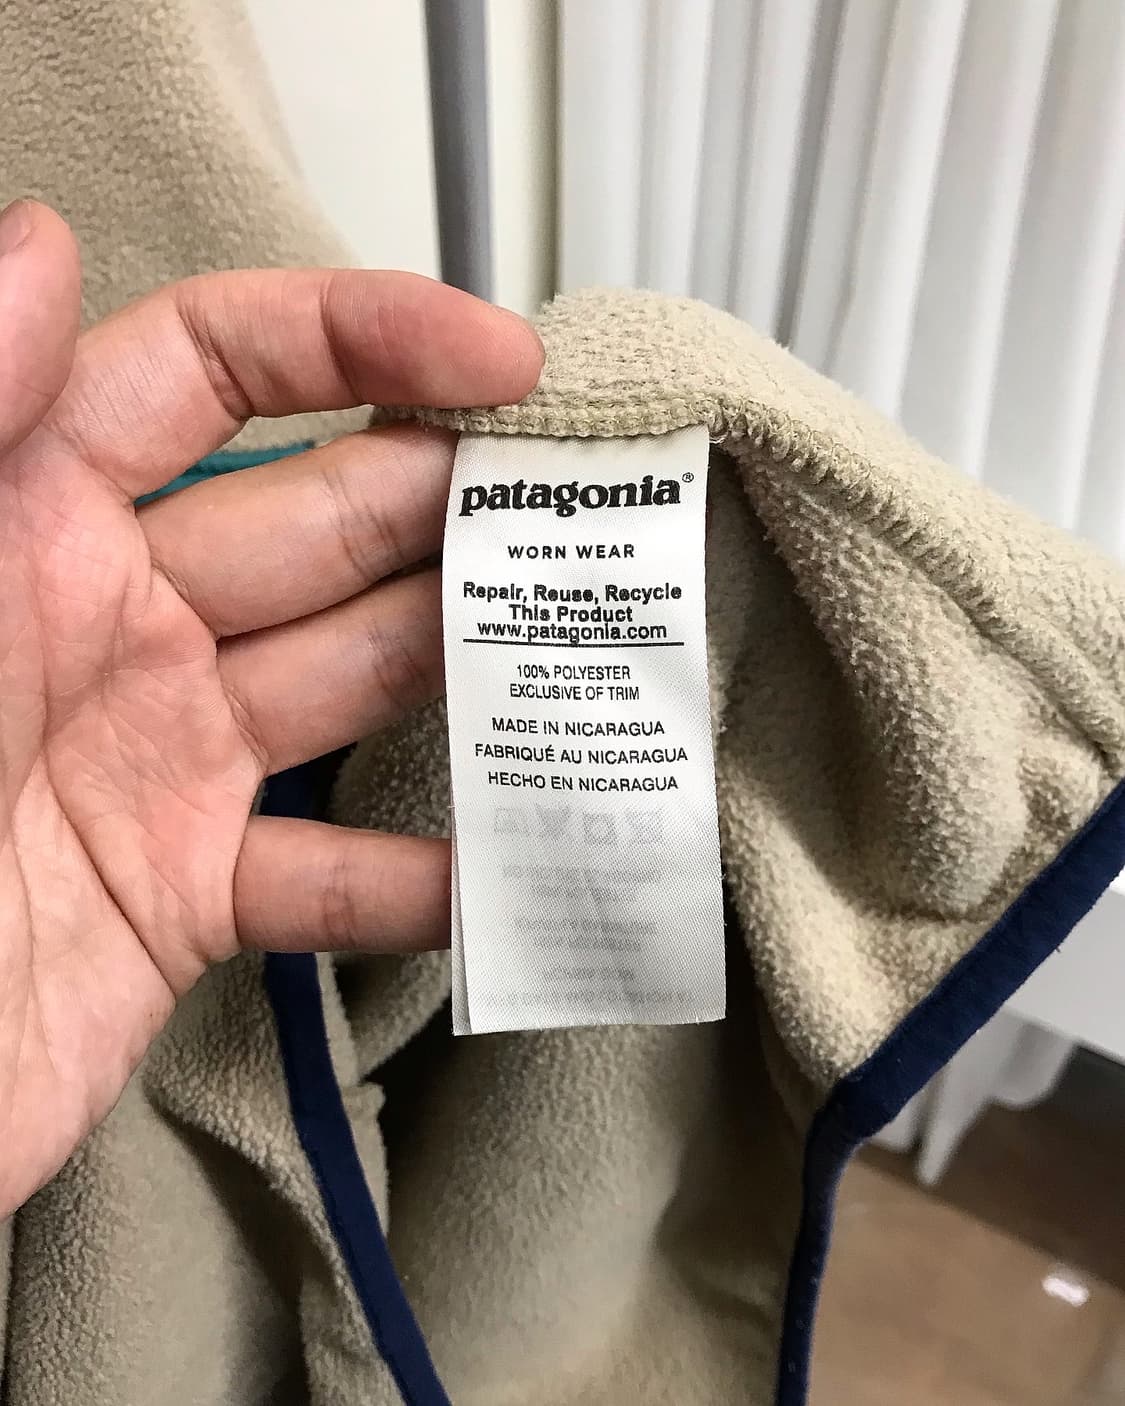 patagonia®
WORN WEAR
Repair, Reuse, Recycle
This Product
www.patagonia.com
100% POLYESTER
EXCLUSIVE OF TRIM
MADE IN NICARAGUA
FABRIQUÉ AU NICARAGUA
HECHO EN NICARAGUA